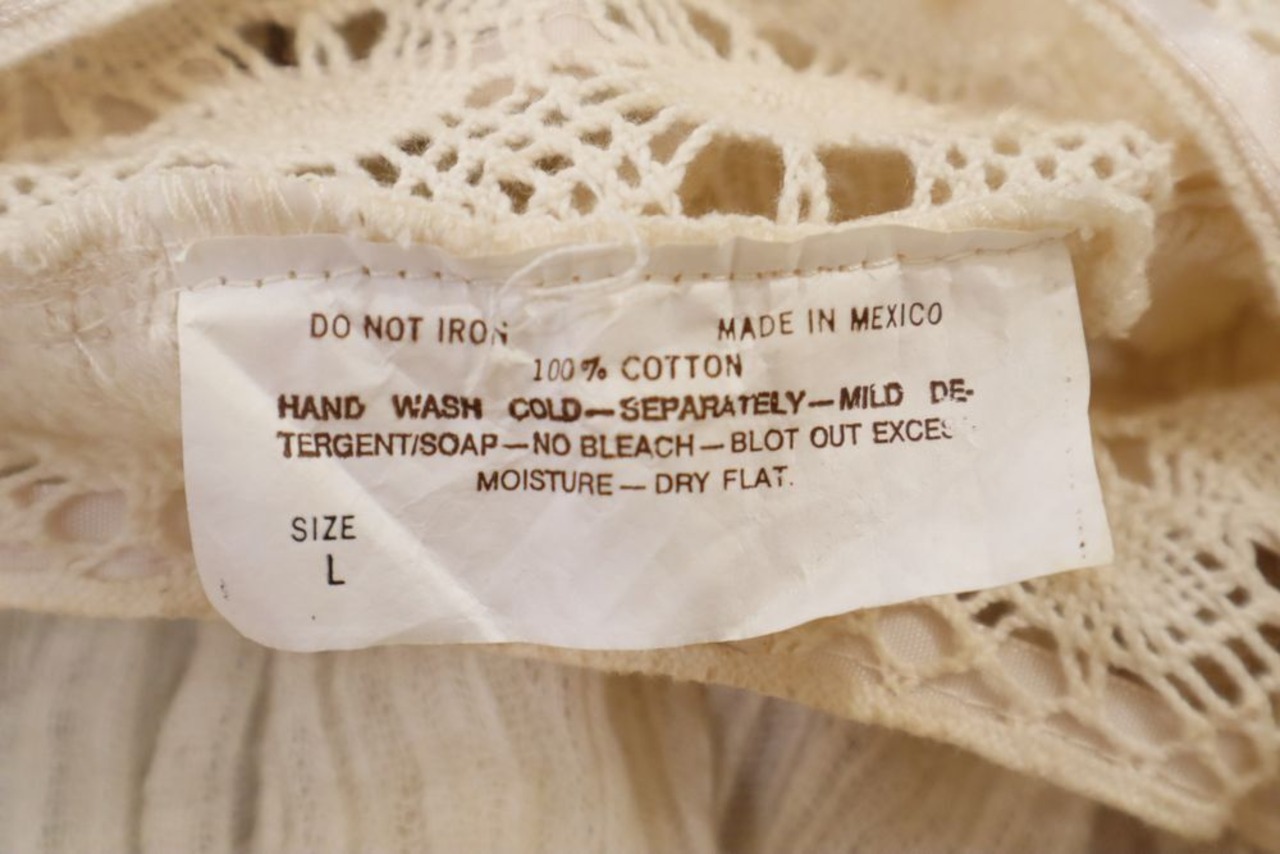 DO NOT IRON MADE IN MEXICO
100% COTTON
HAND WASH COLD—SEPARATELY—MILD DE-
TERGENT/SOAP—NO BLEACH—BLOT OUT EXCES
MOISTURE—DRY FLAT.
SIZE
L